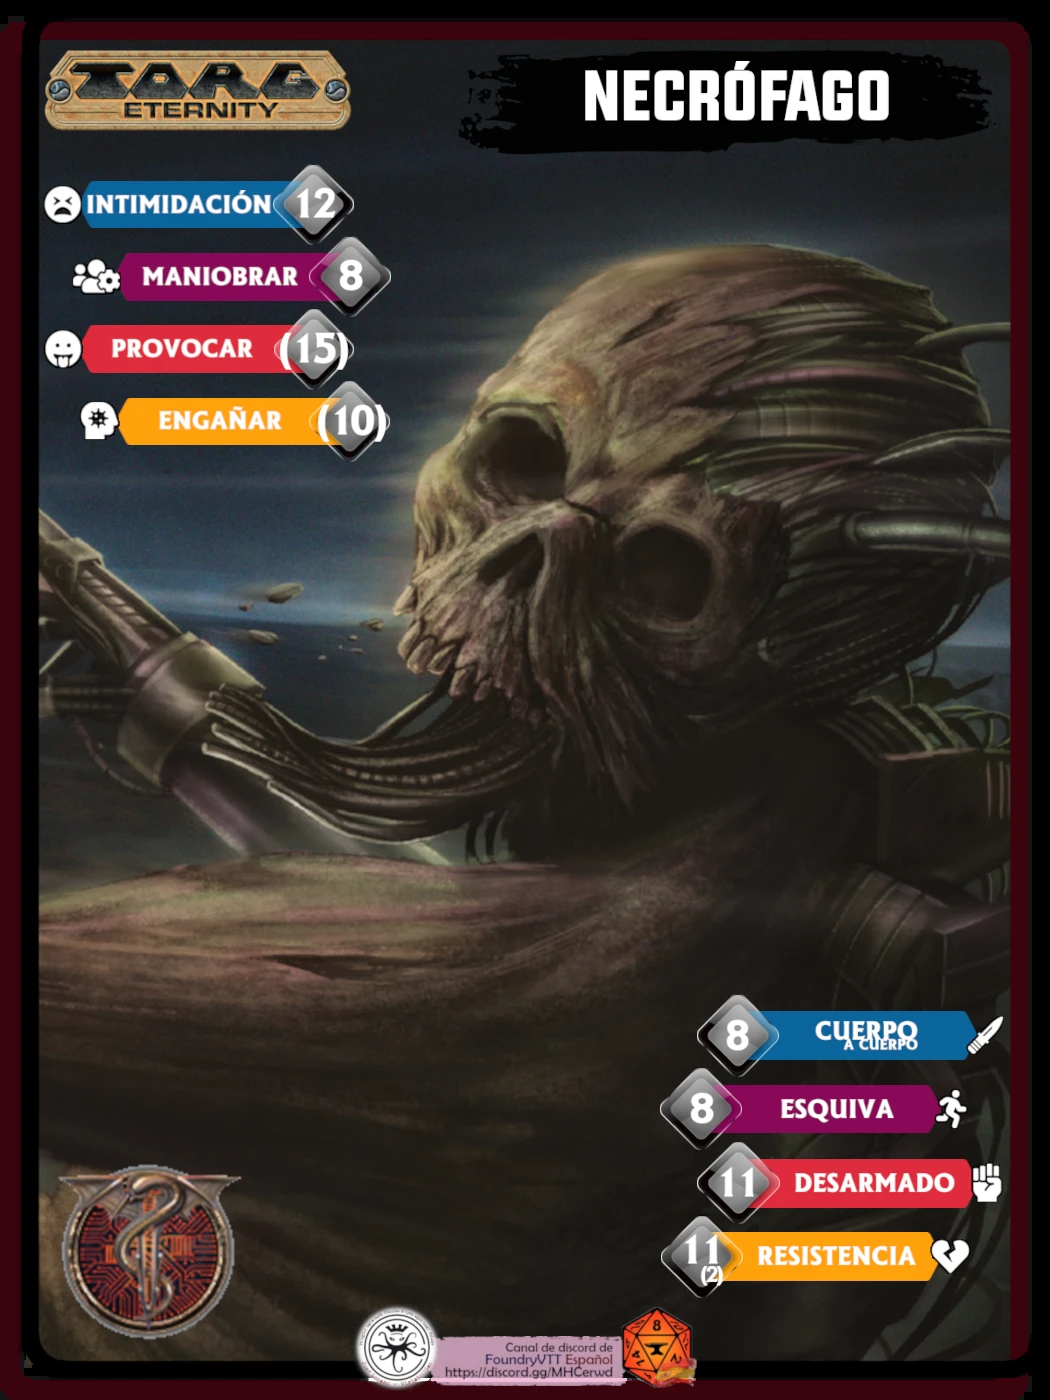 TORG
ETERNITY
NECRÓFAGO
INTIMIDACIÓN 12
MANIOBRAR 8
PROVOCAR (15)
ENGAÑAR (10)
8 CUERPO
A CUERPO
8 ESQUIVA
11 DESARMADO
11 RESISTENCIA
(2)
Canal de discord de
FoundryVTT Español
https://discord.gg/MHCerwd
8